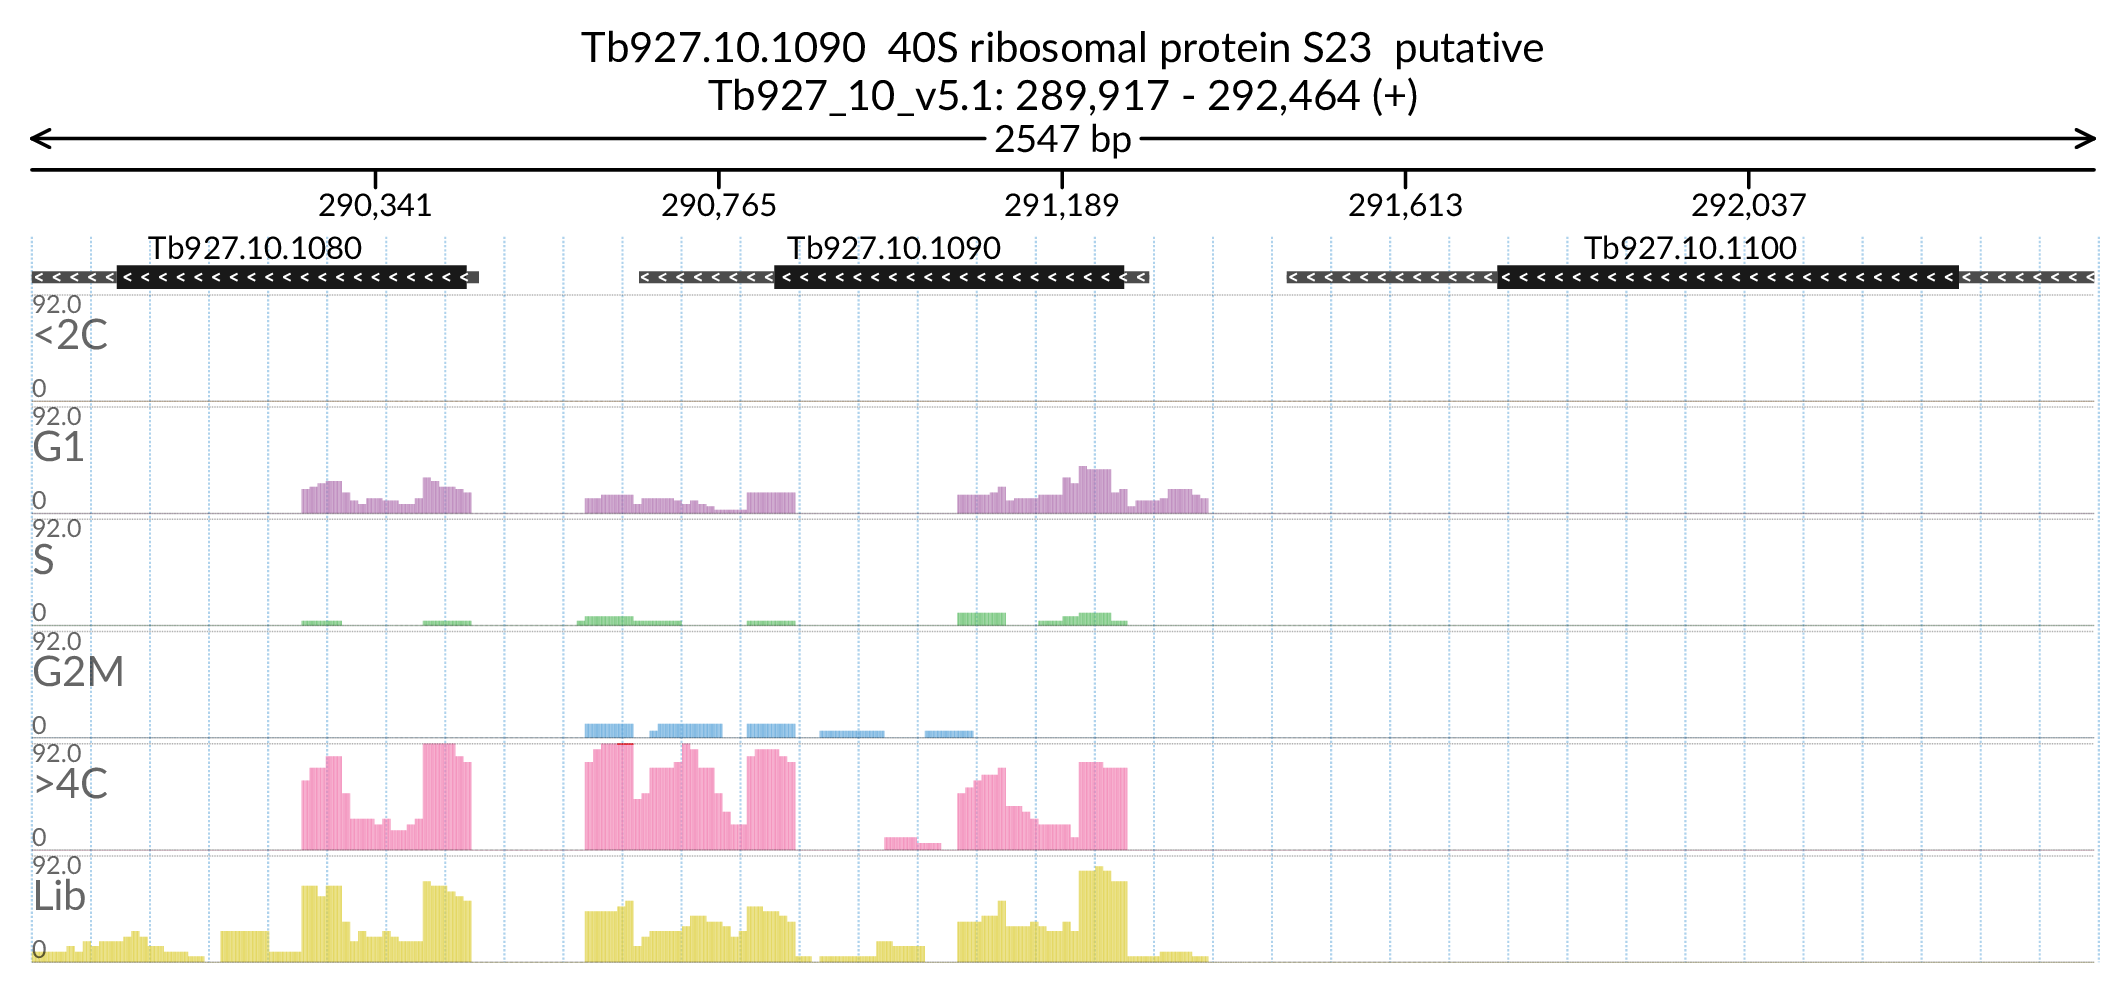 Tb927.10.1090  40S ribosomal protein S23  putative
Tb927_10_v5.1: 289,917 - 292,464 (+)
2547 bp
290,341 290,765 291,189 291,613 292,037
Tb927.10.1080 Tb927.10.1090 Tb927.10.1100
92.0
<2C
0
92.0
G1
0
92.0
S
0
92.0
G2M
0
92.0
>4C
0
92.0
Lib
0